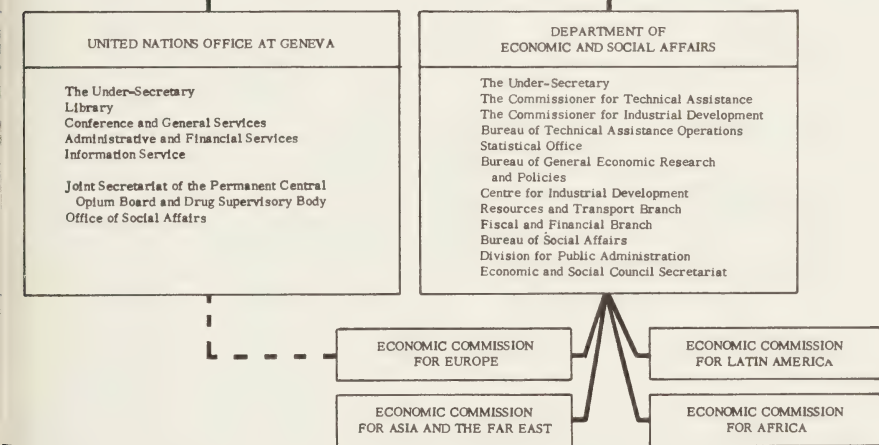 UNITED NATIONS OFFICE AT GENEVA
The Under-Secretary
Library
Conference and General Services
Administrative and Financial Services
Information Service
Joint Secretariat of the Permanent Central
Opium Board and Drug Supervisory Body
Office of Social Affairs
DEPARTMENT OF
ECONOMIC AND SOCIAL AFFAIRS
The Under-Secretary
The Commissioner for Technical Assistance
The Commissioner for Industrial Development
Bureau of Technical Assistance Operations
Statistical Office
Bureau of General Economic Research
and Policies
Centre for Industrial Development
Resources and Transport Branch
Fiscal and Financial Branch
Bureau of Social Affairs
Division for Public Administration
Economic and Social Council Secretariat
ECONOMIC COMMISSION
FOR EUROPE
ECONOMIC COMMISSION
FOR LATIN AMERICA
ECONOMIC COMMISSION
FOR ASIA AND THE FAR EAST
ECONOMIC COMMISSION
FOR AFRICA